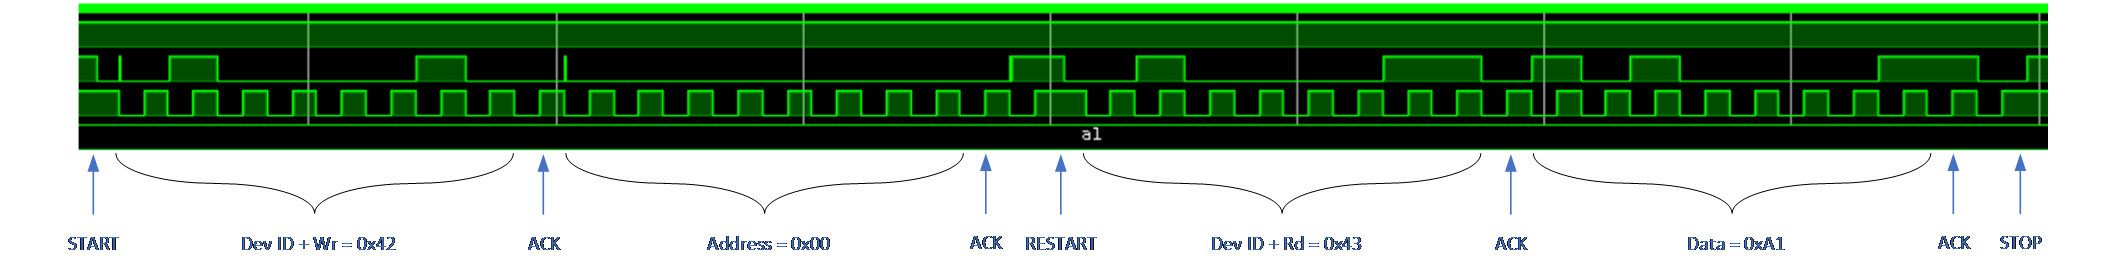 a1
START Dev ID + Wr = 0x42 ACK Address = 0x00 ACK RESTART Dev ID + Rd = 0x43 ACK Data = 0xA1 ACK STOP